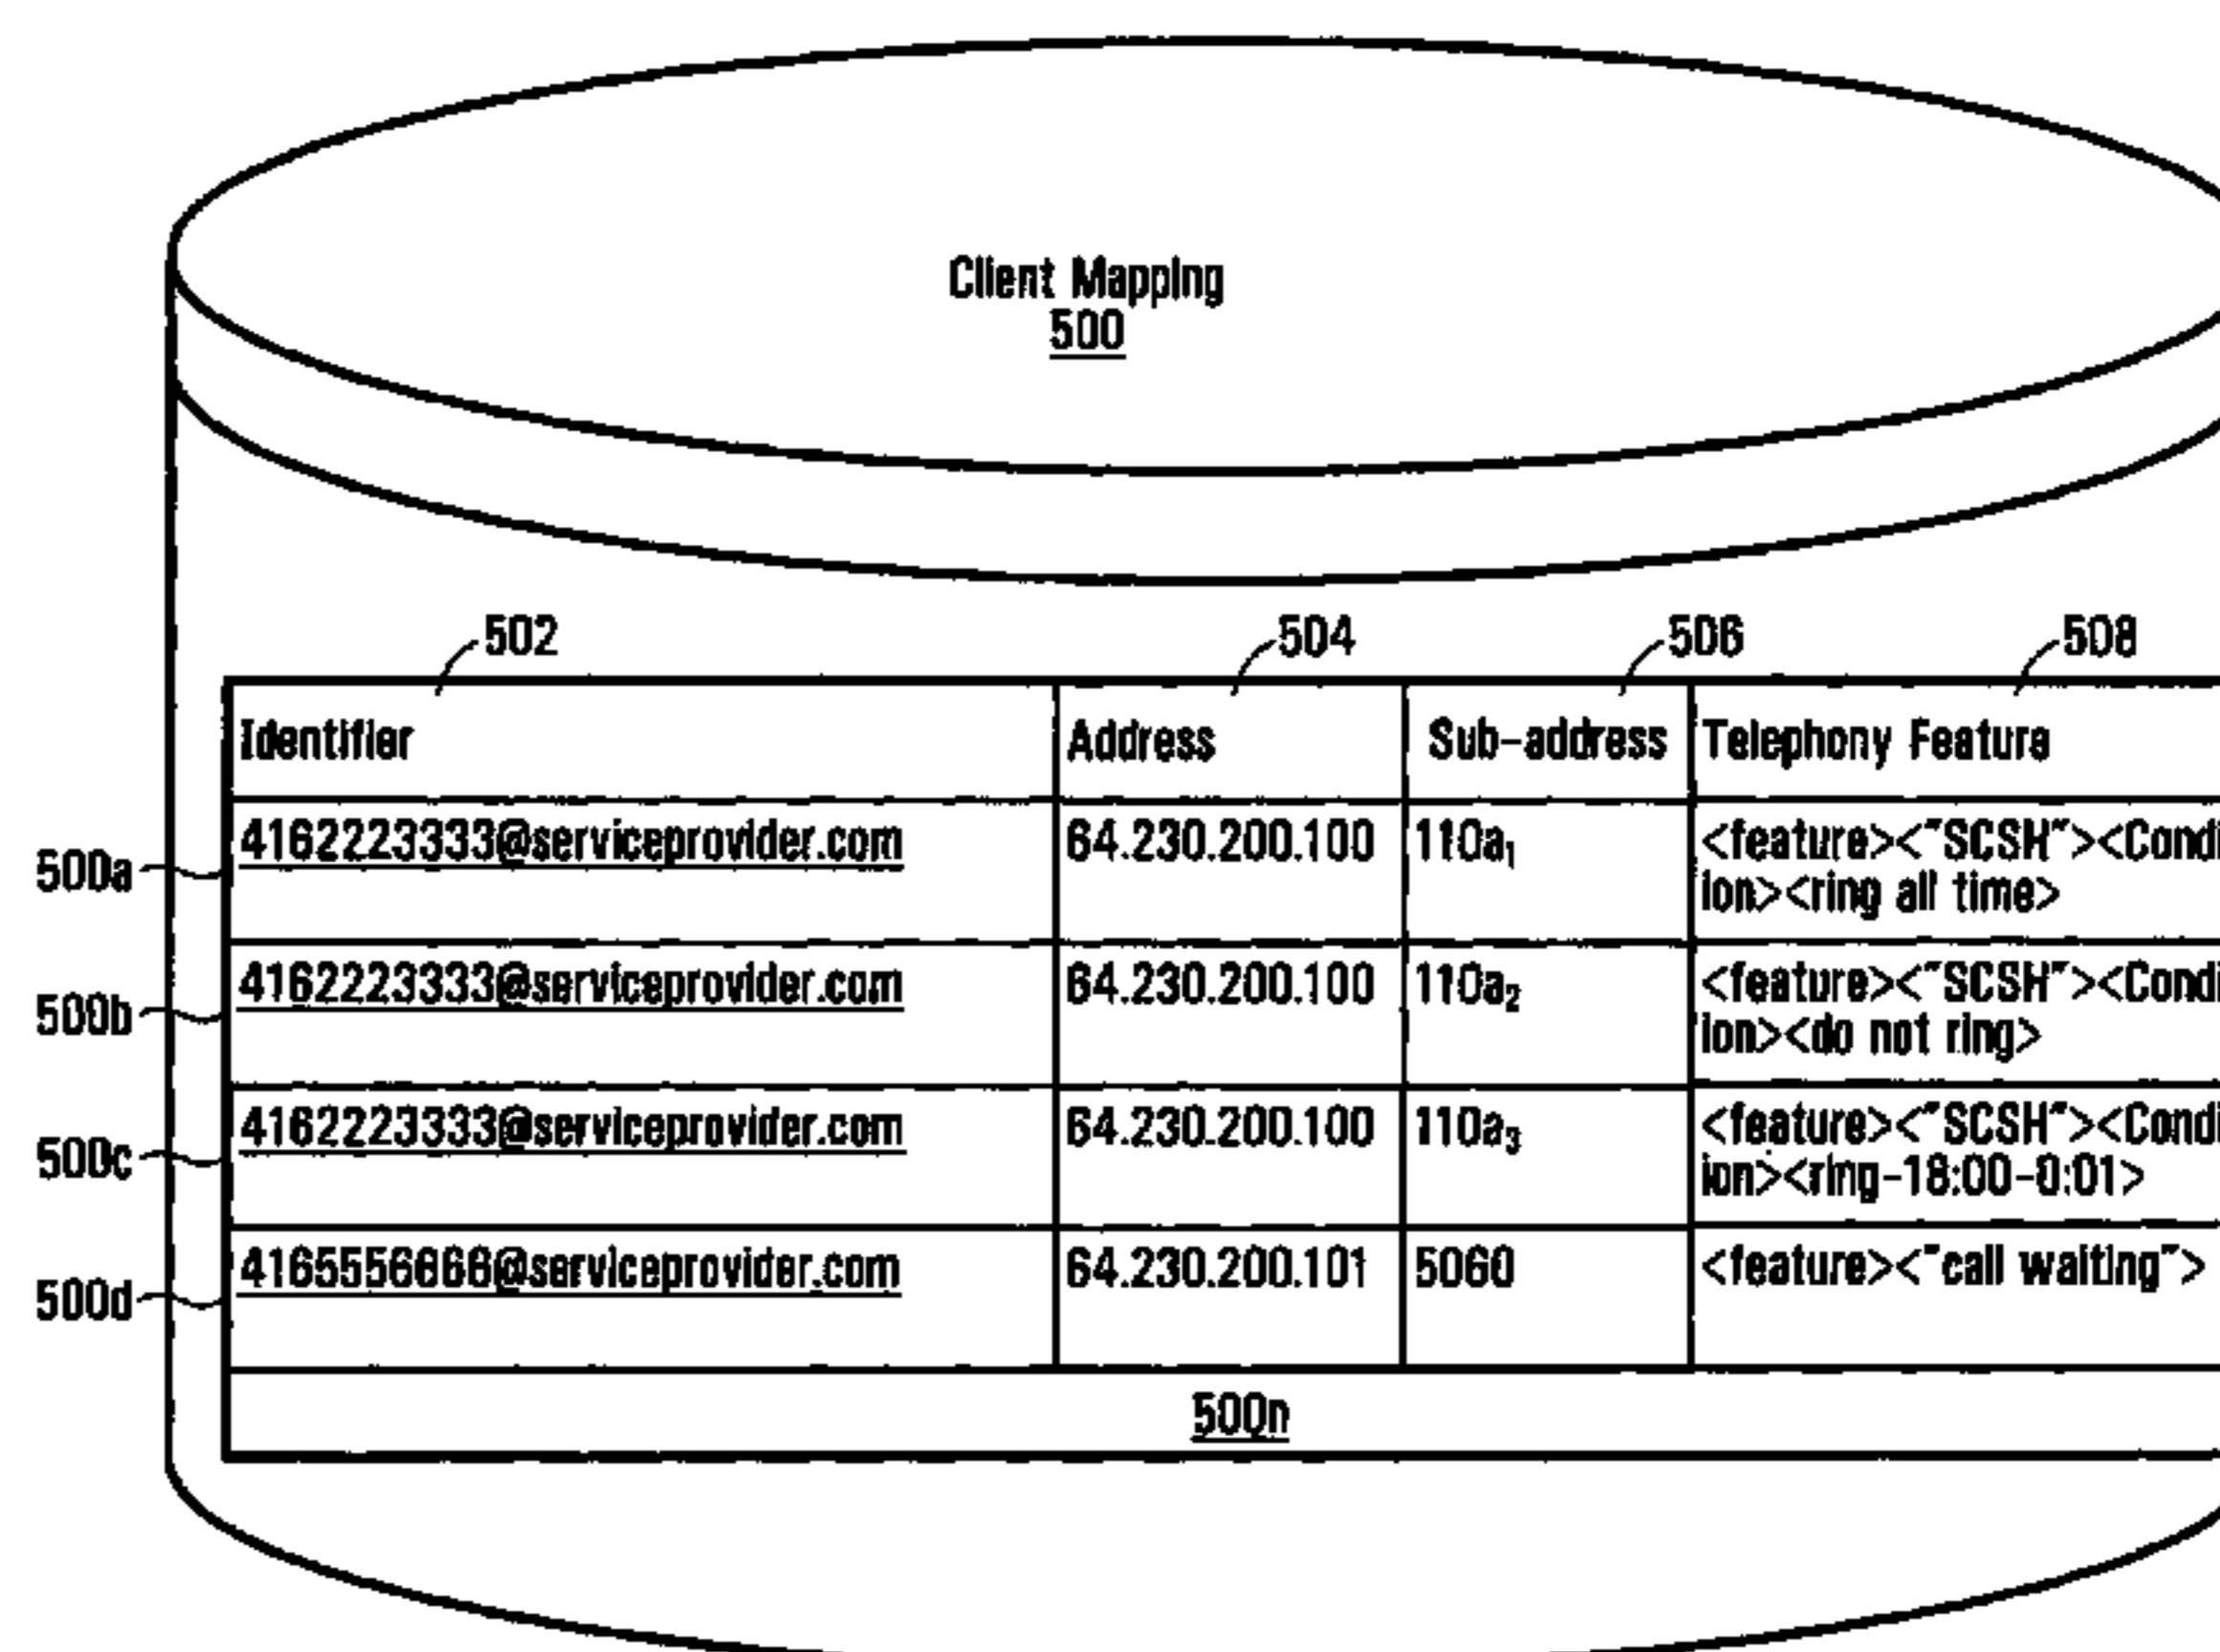 Client Mapping
500
502 504 506 508
Identifier Address Sub-address Telephony Feature
500a 4162223333@serviceprovider.com 64.230.200.100 110a₁ <feature><"SCSH"><Condi
ion><ring all time>
500b 4162223333@serviceprovider.com 64.230.200.100 110a₂ <feature><"SCSH"><Condi
ion><do not ring>
500c 4162223333@serviceprovider.com 64.230.200.100 110a₃ <feature><"SCSH"><Condi
ion><ring-18:00-0:01>
500d 4165556666@serviceprovider.com 64.230.200.101 5060 <feature><"call waiting">
500n